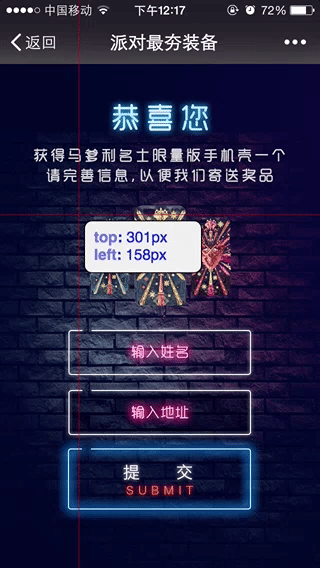 中国移动 下午12:17 72%
返回 派对最夯装备
恭喜您
获得马爹利名士限量版手机壳一个
请完善信息,以便我们寄送奖品
top: 301px
left: 158px
输入姓名
输入地址
提 交
SUBMIT